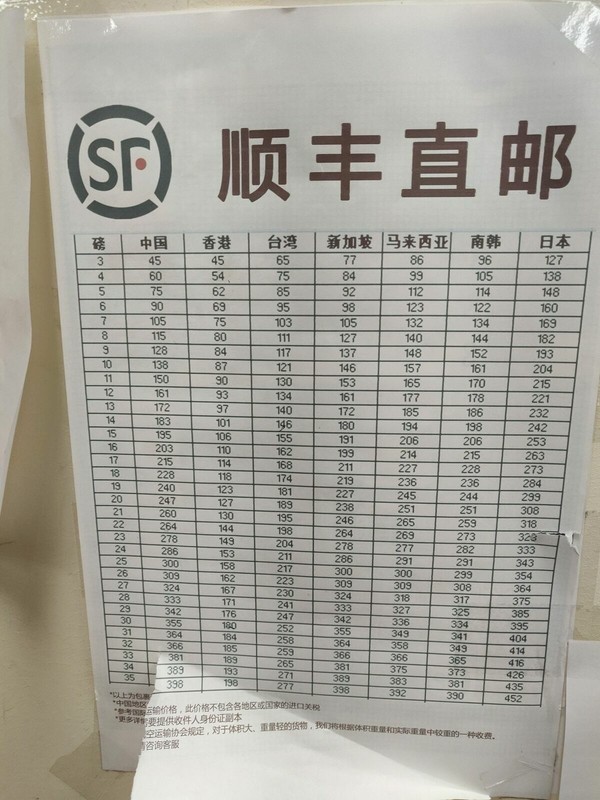 SF
顺丰直邮
磅 中国 香港 台湾 新加坡 马来西亚 南韩 日本
3 45 45 65 77 86 96 127
4 60 54 75 84 99 105 138
5 75 62 85 92 112 114 148
6 90 69 95 98 123 122 160
7 105 75 103 105 132 134 169
8 115 80 111 127 140 144 182
9 128 84 117 137 148 152 193
10 138 87 121 146 157 161 204
11 150 90 130 153 165 170 215
12 161 93 134 161 177 178 221
13 172 97 140 172 185 186 232
14 183 101 146 180 194 198 242
15 195 106 155 191 206 206 253
16 203 110 162 199 214 215 263
17 215 114 168 211 227 228 273
18 228 118 174 219 236 236 284
19 240 123 181 227 245 244 299
20 247 127 189 238 251 251 308
21 260 130 195 246 265 259 318
22 264 144 198 264 269 273
23 278 149 204 278 277 282 333
24 286 153 211 286 291 291 343
25 300 158 217 300 300 299 354
26 309 162 223 309 309 308 364
27 324 167 230 324 318 317 375
28 333 171 241 333 327 325 385
29 342 176 247 342 336 334 395
30 355 180 252 355 349 341 404
31 364 184 258 364 349 414
32 366 185 259 366 366 365 416
33 381 189 265 381 375 373 426
34 389 193 271 389 383 381 435
35 398 198 277 398 392 390 452
*以上为包裹
*中国地区
运输价格，此价格不包含各地区或国家的进口关税
*参考国际
要提供收件人身份证副本
*更多详情
空运输协会规定，对于体积大、重量轻的货物，我们将根据体积重量和实际重量中较重的一种收费。
咨询客服